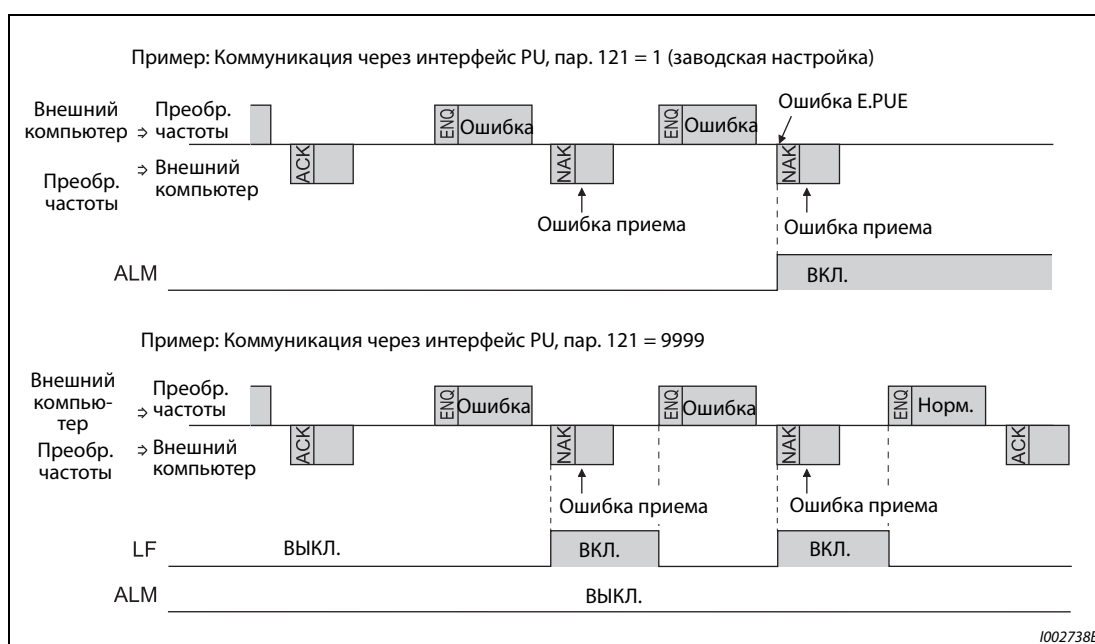 Пример: Коммуникация через интерфейс PU, пар. 121 = 1 (заводская настройка)
Внешний компьютер
⇒ Преобр. частоты
ENQ Ошибка
ENQ Ошибка
Ошибка E.PUE
Преобр. частоты
⇒ Внешний компьютер
ACK
NAK
NAK
Ошибка приема
Ошибка приема
ALM
ВКЛ.
Пример: Коммуникация через интерфейс PU, пар. 121 = 9999
Внешний
компью-
тер
⇒ Преобр. частоты
ENQ Ошибка
ENQ Ошибка
ENQ Норм.
Преобр. частоты
⇒ Внешний компьютер
ACK
NAK
NAK
ACK
Ошибка приема
Ошибка приема
LF
ВЫКЛ.
ВКЛ.
ВКЛ.
ALM
ВЫКЛ.
I002738E